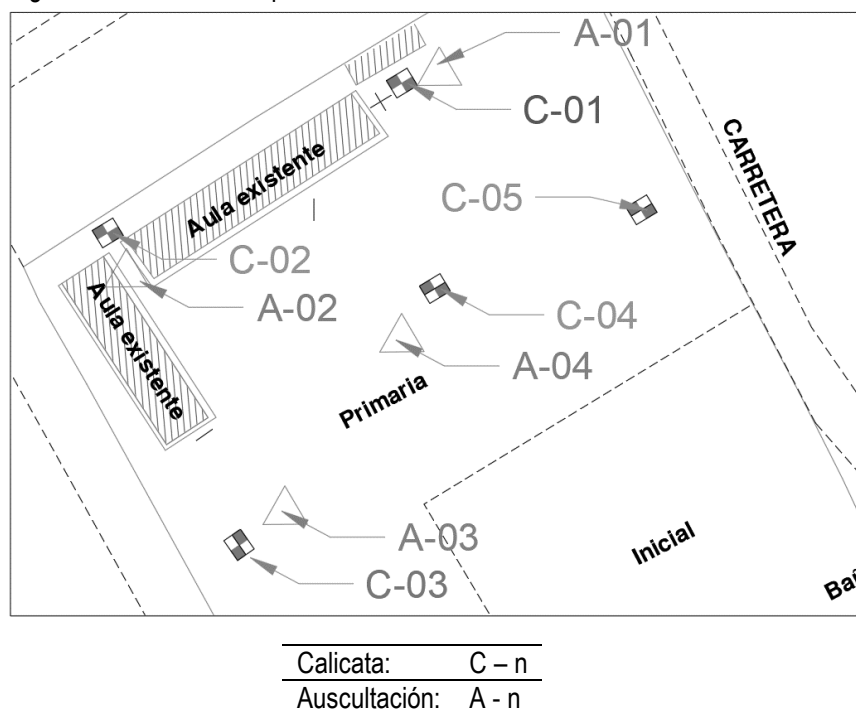 A-01
C-01
CARRETERA
Aula existente
C-05
C-02
A-02
Aula existente
C-04
A-04
Primaria
A-03
Inicial
C-03
Calicata: C – n
Auscultación: A - n